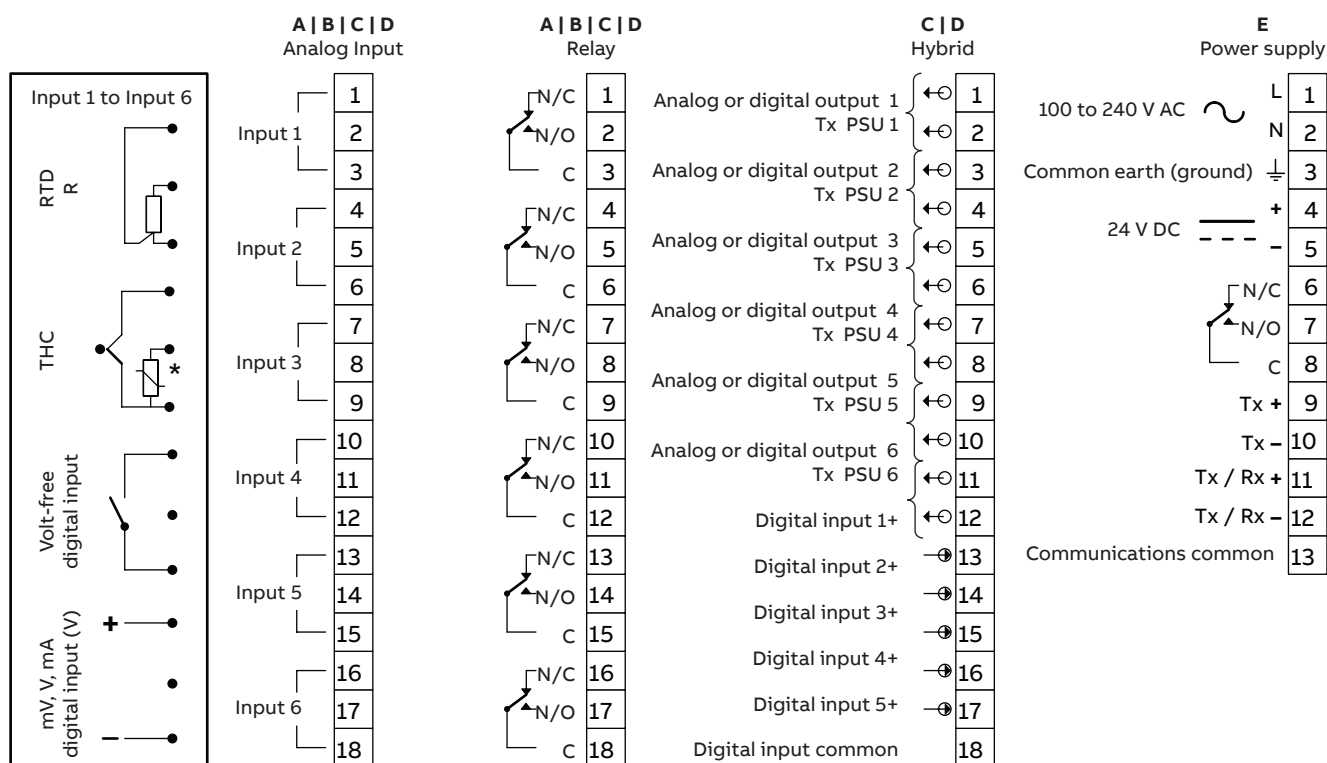 A | B | C | D
Analog Input
A | B | C | D
Relay
C | D
Hybrid
E
Power supply
Input 1 to Input 6
RTD
R
THC
*
Volt-free
digital input
mV, V, mA
digital input (V)
+
–
Input 1
1
2
3
Input 2
4
5
6
Input 3
7
8
9
Input 4
10
11
12
Input 5
13
14
15
Input 6
16
17
18
N/C 1
N/O 2
C 3
N/C 4
N/O 5
C 6
N/C 7
N/O 8
C 9
N/C 10
N/O 11
C 12
N/C 13
N/O 14
C 15
N/C 16
N/O 17
C 18
Analog or digital output 1
Tx PSU 1
1
2
Analog or digital output 2
Tx PSU 2
3
4
Analog or digital output 3
Tx PSU 3
5
6
Analog or digital output 4
Tx PSU 4
7
8
Analog or digital output 5
Tx PSU 5
9
10
Analog or digital output 6
Tx PSU 6
11
12
Digital input 1+
13
Digital input 2+
14
Digital input 3+
15
Digital input 4+
16
Digital input 5+
17
Digital input common
18
100 to 240 V AC
L 1
N 2
Common earth (ground) 3
24 V DC
+ 4
– 5
N/C 6
N/O 7
C 8
Tx + 9
Tx – 10
Tx / Rx + 11
Tx / Rx – 12
Communications common 13